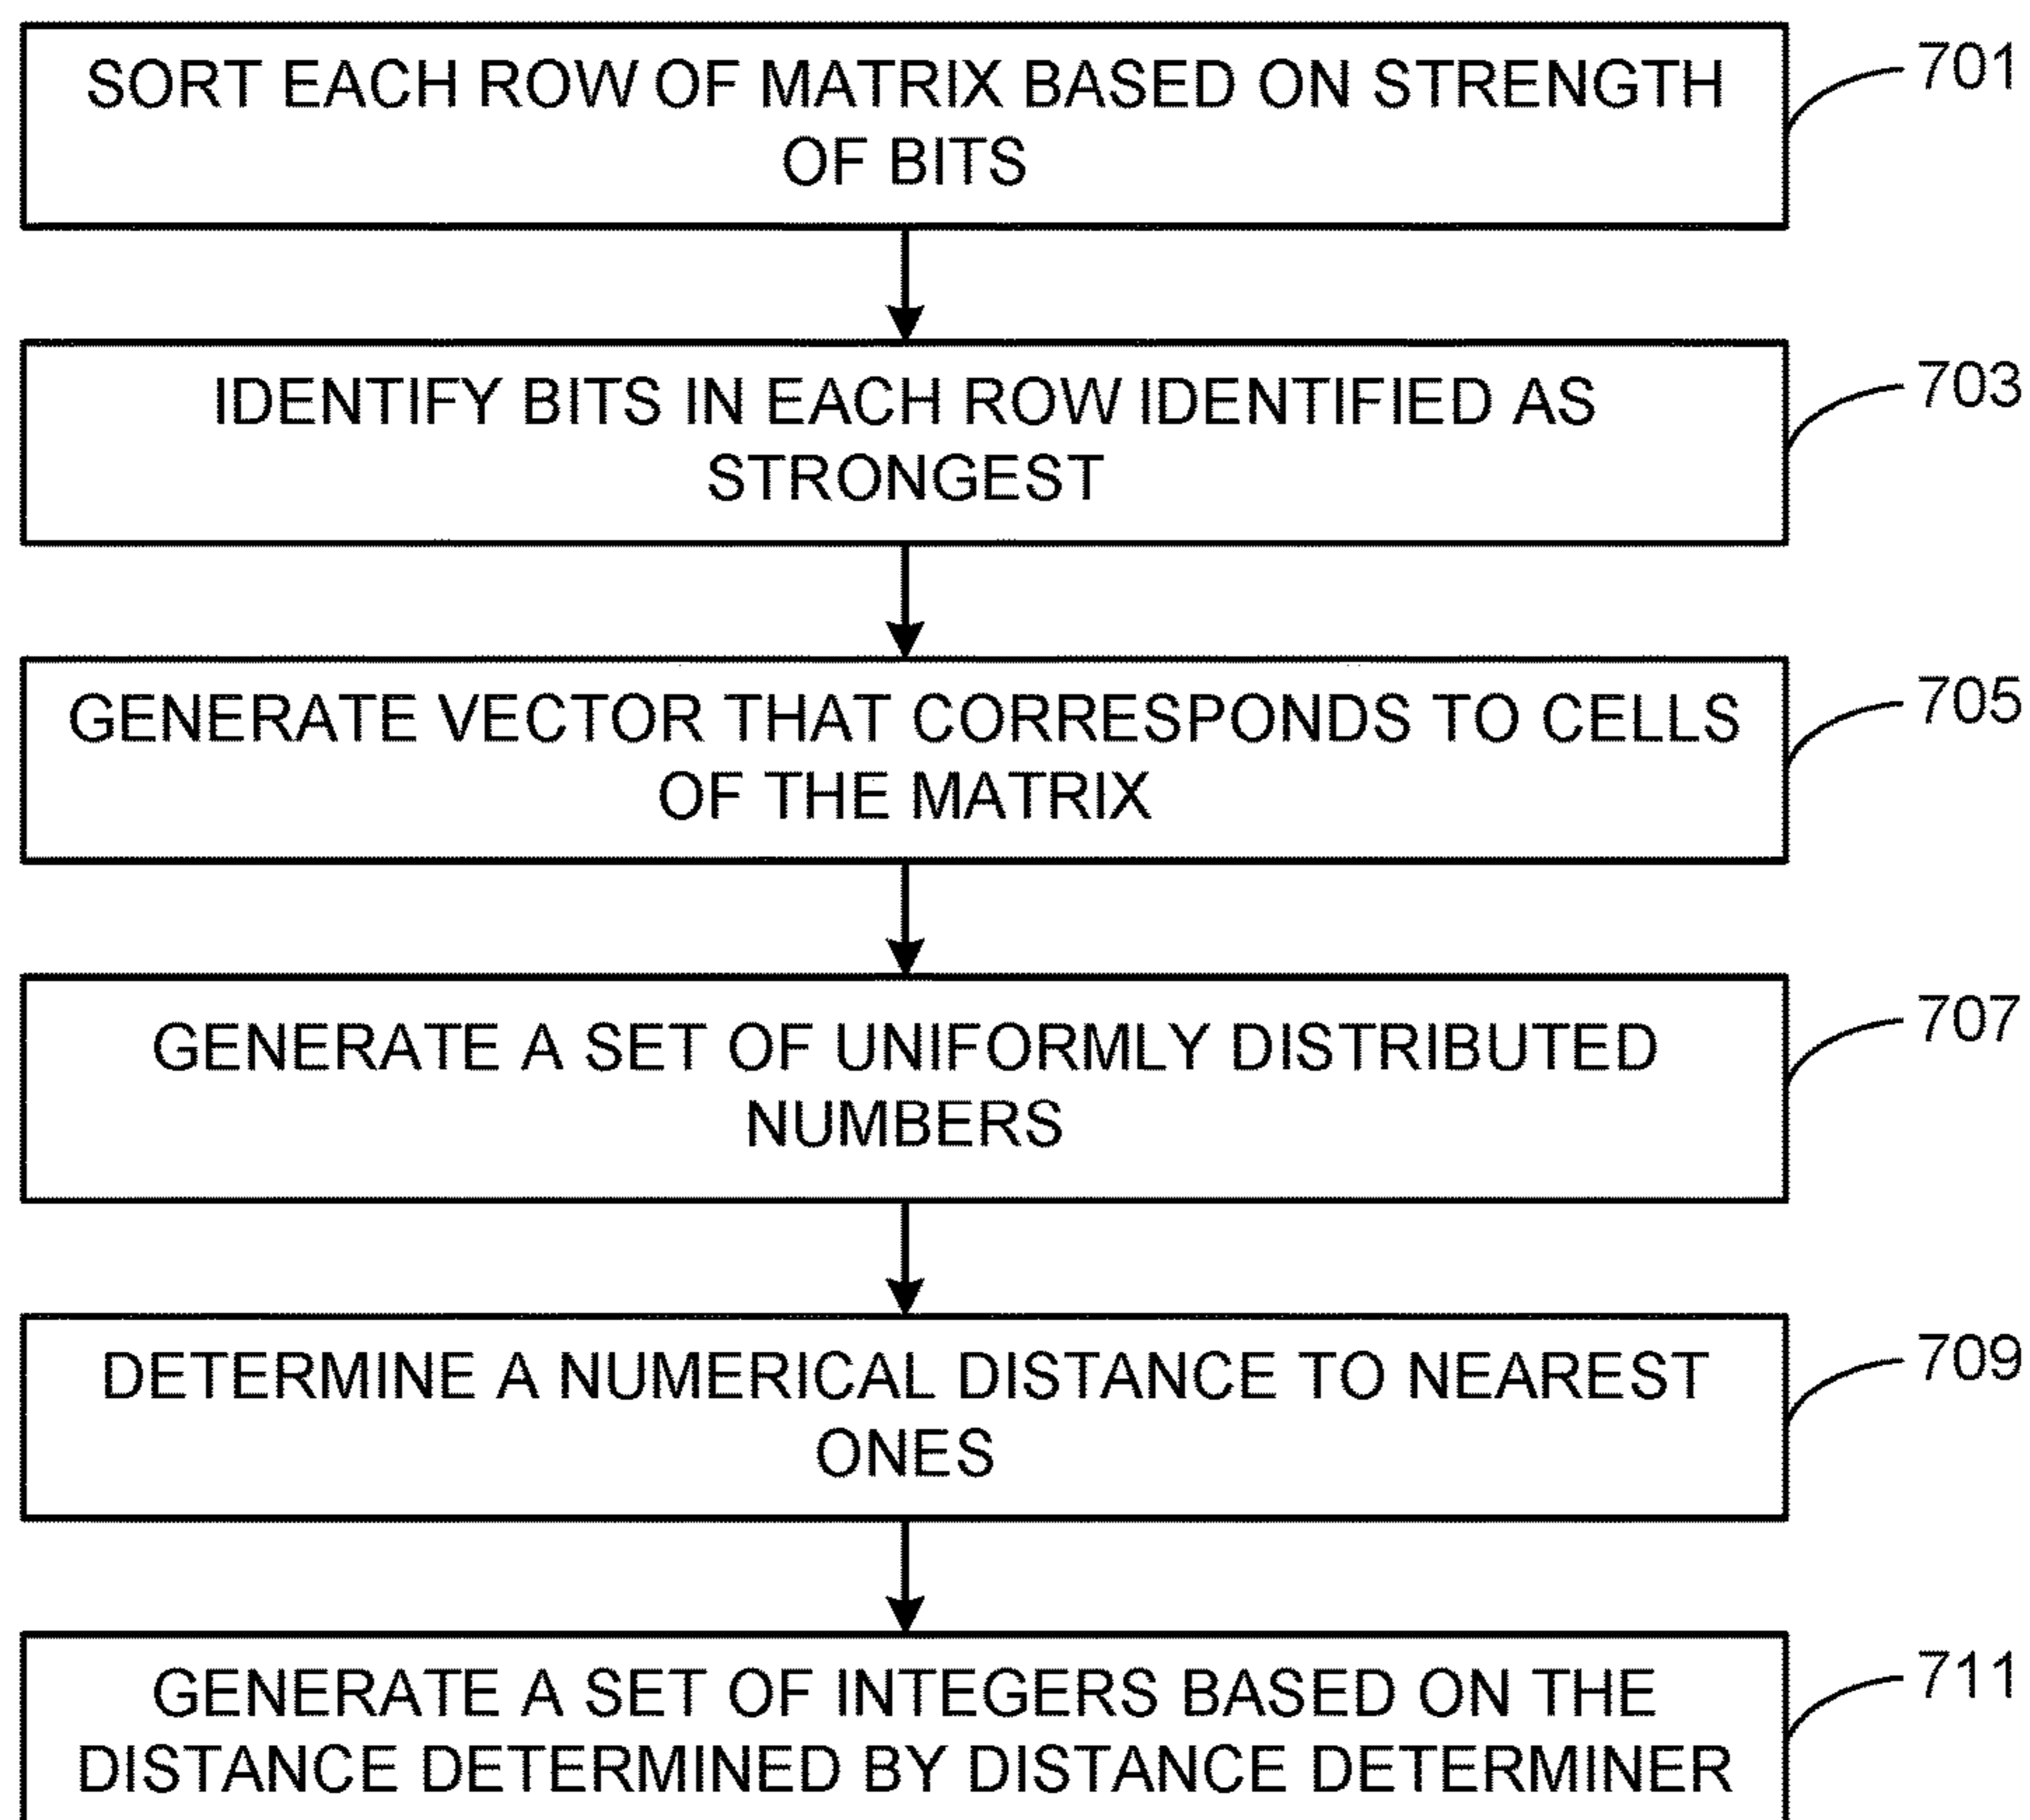 SORT EACH ROW OF MATRIX BASED ON STRENGTH
OF BITS
701
IDENTIFY BITS IN EACH ROW IDENTIFIED AS
STRONGEST
703
GENERATE VECTOR THAT CORRESPONDS TO CELLS
OF THE MATRIX
705
GENERATE A SET OF UNIFORMLY DISTRIBUTED
NUMBERS
707
DETERMINE A NUMERICAL DISTANCE TO NEAREST
ONES
709
GENERATE A SET OF INTEGERS BASED ON THE
DISTANCE DETERMINED BY DISTANCE DETERMINER
711